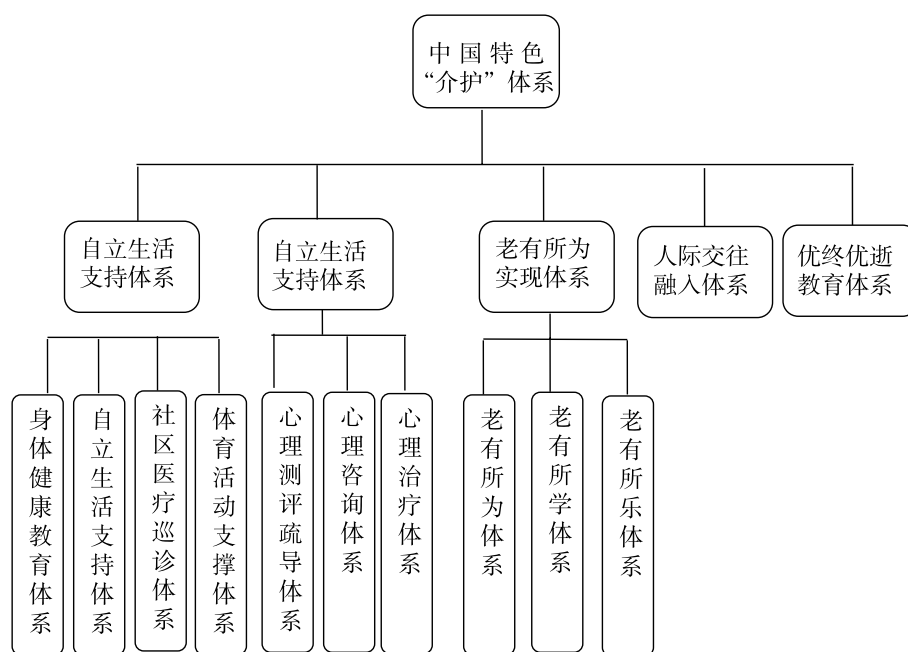 中国特色
“介护”体系
自立生活
支持体系
自立生活
支持体系
老有所为
实现体系
人际交往
融入体系
优终优逝
教育体系
身体健康教育体系
自立生活支持体系
社区医疗巡诊体系
体育活动支撑体系
心理测评疏导体系
心理咨询体系
心理治疗体系
老有所为体系
老有所学体系
老有所乐体系